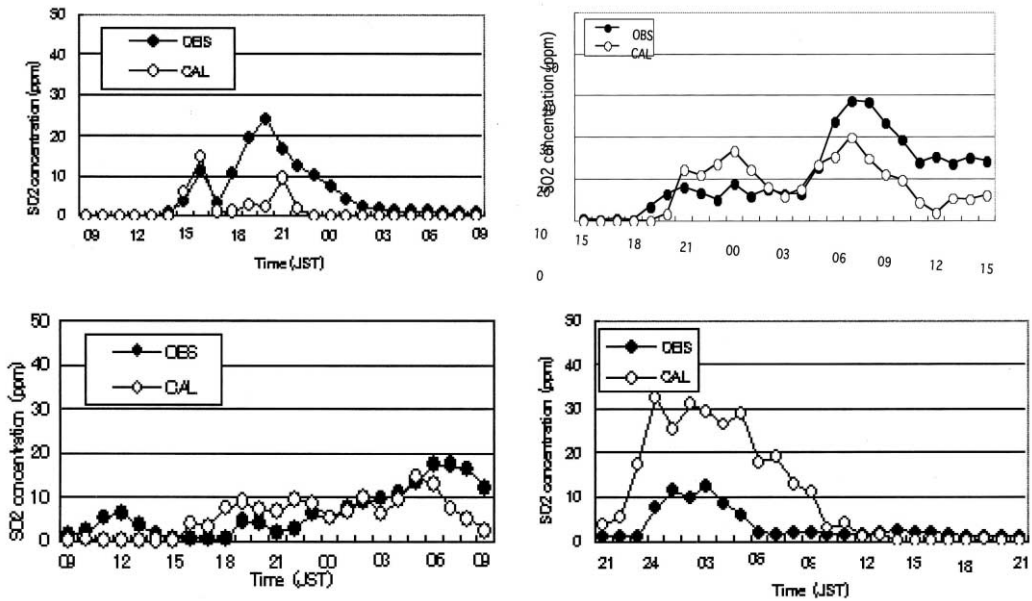 50
40
30
20
10
0
SO2 concentration (ppm)
OBS
CAL
09 12 15 18 21 00 03 06 09
Time (JST)
OBS
CAL
SO2 concentration (ppm)
10
0
15 18 21 00 03 06 09 12 15
50
40
30
20
10
0
SO2 concentration (ppm)
OBS
CAL
09 12 15 18 21 00 03 06 09
Time (JST)
50
40
30
20
10
0
SO2 concentration (ppm)
OBS
CAL
21 24 03 06 09 12 15 18 21
Time (JST)